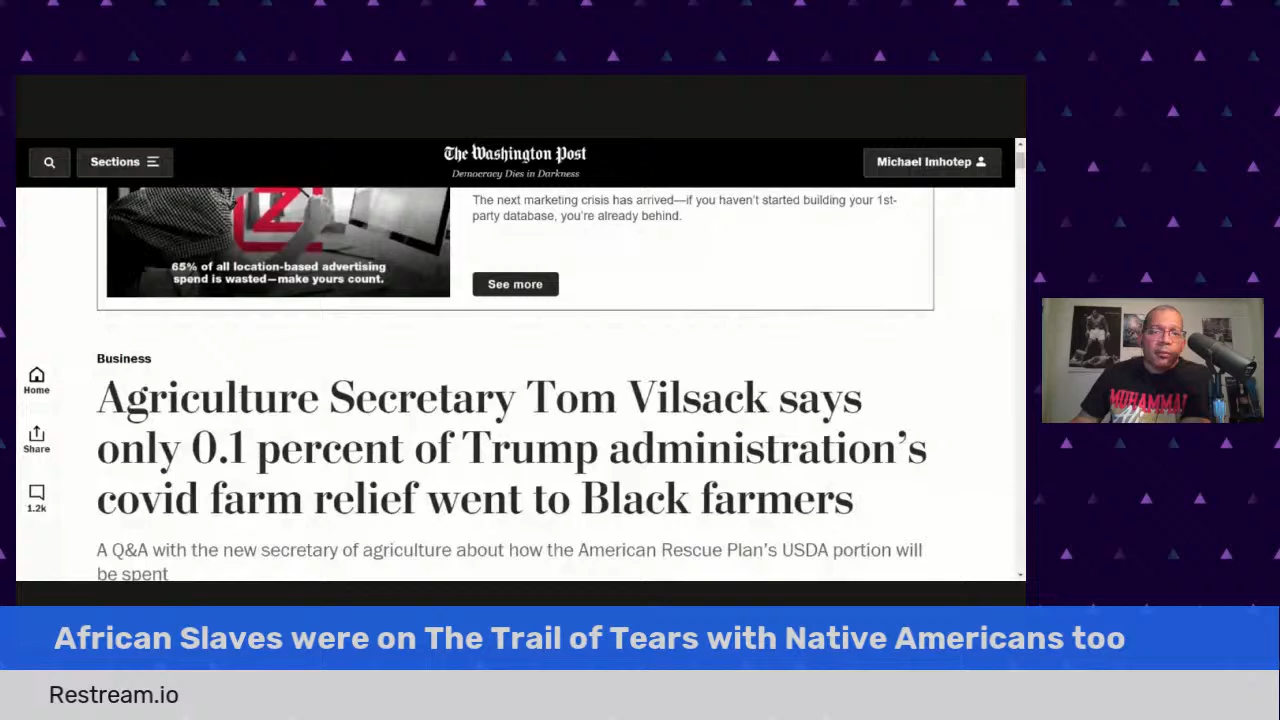 Sections
The Washington Post
Democracy Dies in Darkness
Michael Imhotep
The next marketing crisis has arrived—if you haven't started building your 1st-
party database, you're already behind.
65% of all location-based advertising
spend is wasted—make yours count.
See more
Business
Home
Share
1.2k
Agriculture Secretary Tom Vilsack says
only 0.1 percent of Trump administration's
covid farm relief went to Black farmers
A Q&A with the new secretary of agriculture about how the American Rescue Plan's USDA portion will
be spent
MUHAMMA
African Slaves were on The Trail of Tears with Native Americans too
Restream.io